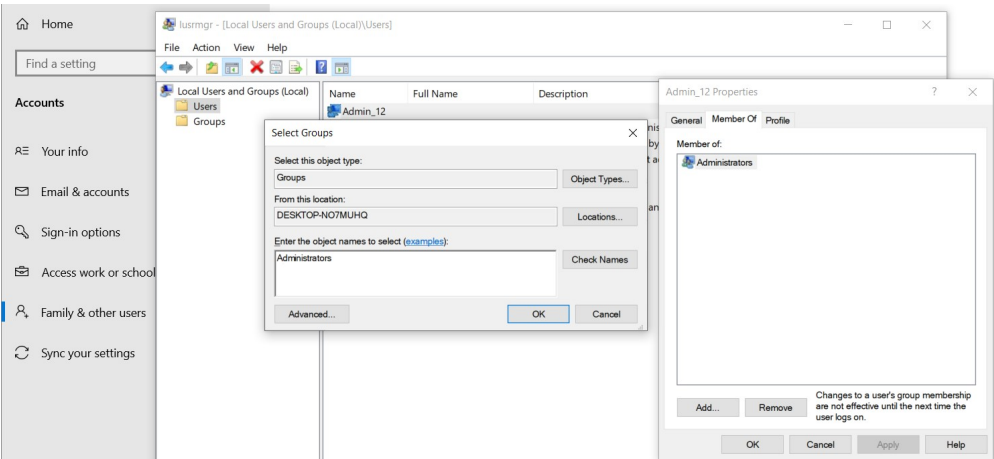 Home
Find a setting
Accounts
Your info
Email & accounts
Sign-in options
Access work or school
Family & other users
Sync your settings
lusrmgr - [Local Users and Groups (Local)\Users]
File Action View Help
Local Users and Groups (Local)
Users
Groups
Name Full Name Description
Admin_12
Select Groups
Select this object type:
Groups
Object Types...
From this location:
DESKTOP-NO7MUHQ
Locations...
Enter the object names to select (examples):
Administrators
Check Names
Advanced...
OK
Cancel
Admin_12 Properties
General Member Of Profile
Member of:
Administrators
Add...
Remove
Changes to a user's group membership
are not effective until the next time the
user logs on.
OK
Cancel
Apply
Help